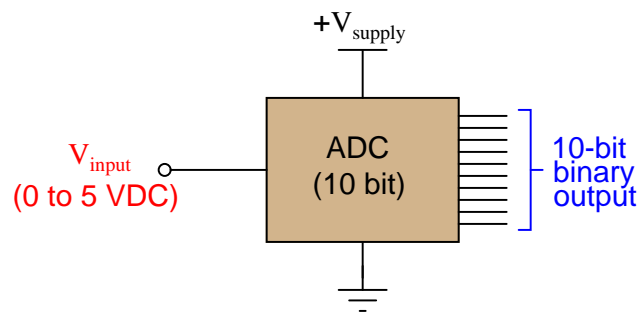 +Vsupply
ADC
(10 bit)
Vinput
(0 to 5 VDC)
10-bit
binary
output